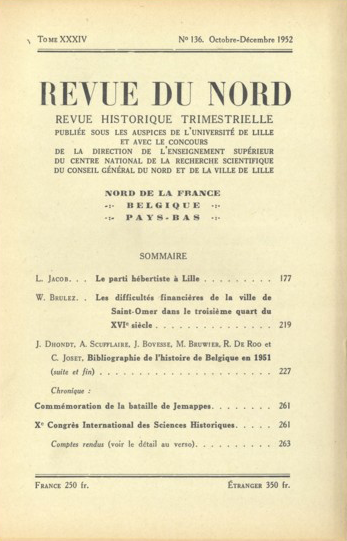 TOME XXXIV Nº 136. Octobre-Décembre 1952
REVUE DU NORD
REVUE HISTORIQUE TRIMESTRIELLE
PUBLIÉE SOUS LES AUSPICES DE L'UNIVERSITÉ DE LILLE
ET AVEC LE CONCOURS
DE LA DIRECTION DE L'ENSEIGNEMENT SUPÉRIEUR
DU CENTRE NATIONAL DE LA RECHERCHE SCIENTIFIQUE
DU CONSEIL GÉNÉRAL DU NORD ET DE LA VILLE DE LILLE
NORD DE LA FRANCE
-:- BELGIQUE -:-
-:- PAYS-BAS -:-
SOMMAIRE
L. JACOB. . . Le parti hébertiste à Lille . . . . . . . . . 177
W. BRULEZ. . Les difficultés financières de la ville de
Saint-Omer dans le troisième quart du
XVIe siècle . . . . . . . . . . . . . . . 219
J. DHONDT, A. SCUFFLAIRE, J. BOVESSE, M. BRUWIER, R. DE ROO et
C. JOSET, Bibliographie de l'histoire de Belgique en 1951
(suite et fin) . . . . . . . . . . . . . . . . . . . . . . 227
Chronique :
Commémoration de la bataille de Jemappes. . . . . . . . 261
Xe Congrès International des Sciences Historiques. . . . . 261
Comptes rendus (voir le détail au verso). . . . . . . . . . 263
FRANCE 250 fr. ÉTRANGER 350 fr.